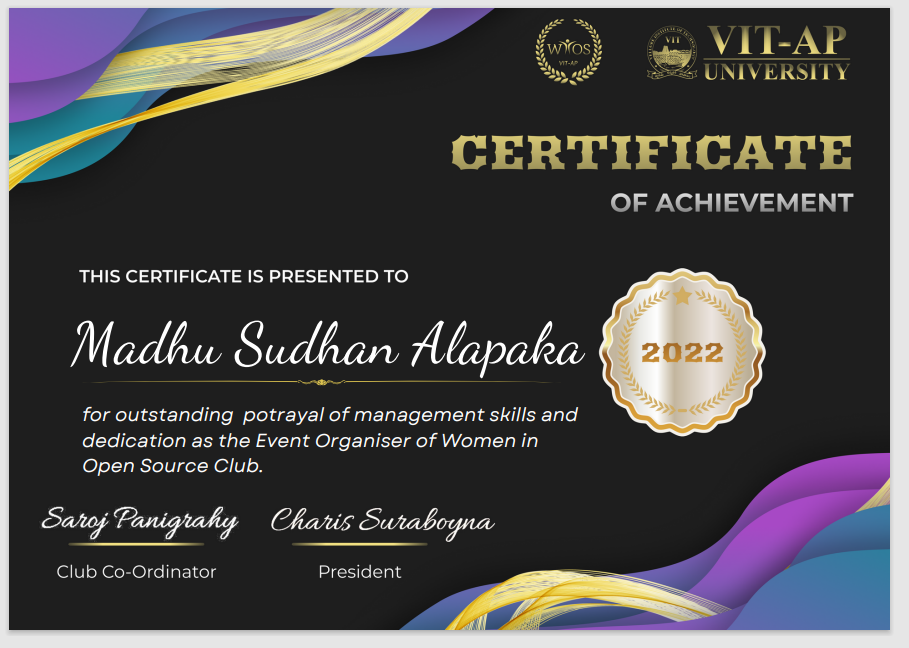 WiOS
VIT-AP
VIT
VIT-AP
UNIVERSITY
CERTIFICATE
OF ACHIEVEMENT
THIS CERTIFICATE IS PRESENTED TO
Madhu Sudhan Alapaka
2022
for outstanding potrayal of management skills and
dedication as the Event Organiser of Women in
Open Source Club.
Saroj Panigrahy
Charis Suraboyna
Club Co-Ordinator
President